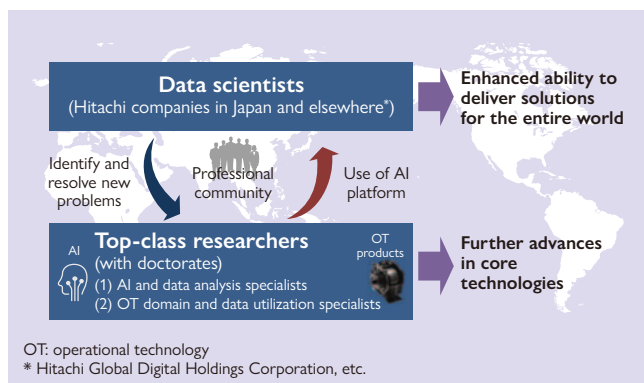 Data scientists
(Hitachi companies in Japan and elsewhere*)
Enhanced ability to
deliver solutions
for the entire world
Identify and
resolve new
problems
Professional
community
Use of AI
platform
AI
Top-class researchers
(with doctorates)
(1) AI and data analysis specialists
(2) OT domain and data utilization specialists
OT
products
Further advances
in core
technologies
OT: operational technology
* Hitachi Global Digital Holdings Corporation, etc.